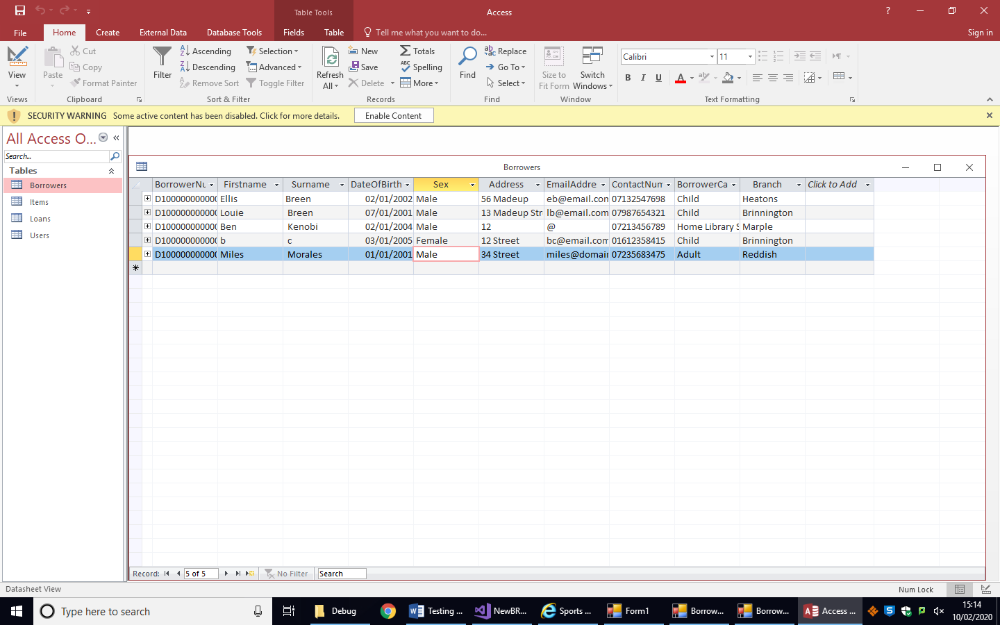 Table Tools
Access
?
File Home Create External Data Database Tools Fields Table Tell me what you want to do... Sign in
View
Paste
Cut
Copy
Format Painter
Filter
Ascending
Descending
Remove Sort
Selection
Advanced
Toggle Filter
Refresh
All
New
Save
Delete
Totals
Spelling
More
Find
Replace
Go To
Select
Size to
Fit Form
Switch
Windows
Calibri 11
B I U A
Views Clipboard Sort & Filter Records Find Window Text Formatting
SECURITY WARNING Some active content has been disabled. Click for more details. Enable Content
All Access O... «
Search...
Tables
Borrowers
Items
Loans
Users
Borrowers
BorrowerNu Firstname Surname DateOfBirth Sex Address EmailAddre ContactNum BorrowerCa Branch Click to Add
D10000000000 Ellis Breen 02/01/2002 Male 56 Madeup eb@email.com 07132547698 Child Heatons
D10000000000 Louie Breen 07/01/2001 Male 13 Madeup Str lb@email.com 07987654321 Child Brinnington
D10000000000 Ben Kenobi 02/01/2004 Male 12 @ 07213456789 Home Library S Marple
D10000000000 b c 03/01/2005 Female 12 Street bc@email.com 01612358415 Child Brinnington
D10000000000 Miles Morales 01/01/2001 Male 34 Street miles@domain 07235683475 Adult Reddish
Record: 5 of 5 No Filter Search
Datasheet View Num Lock
Type here to search Debug Testing ... NewBR... Sports ... Form1 Borrow... Borrow... Access ... 15:14
10/02/2020